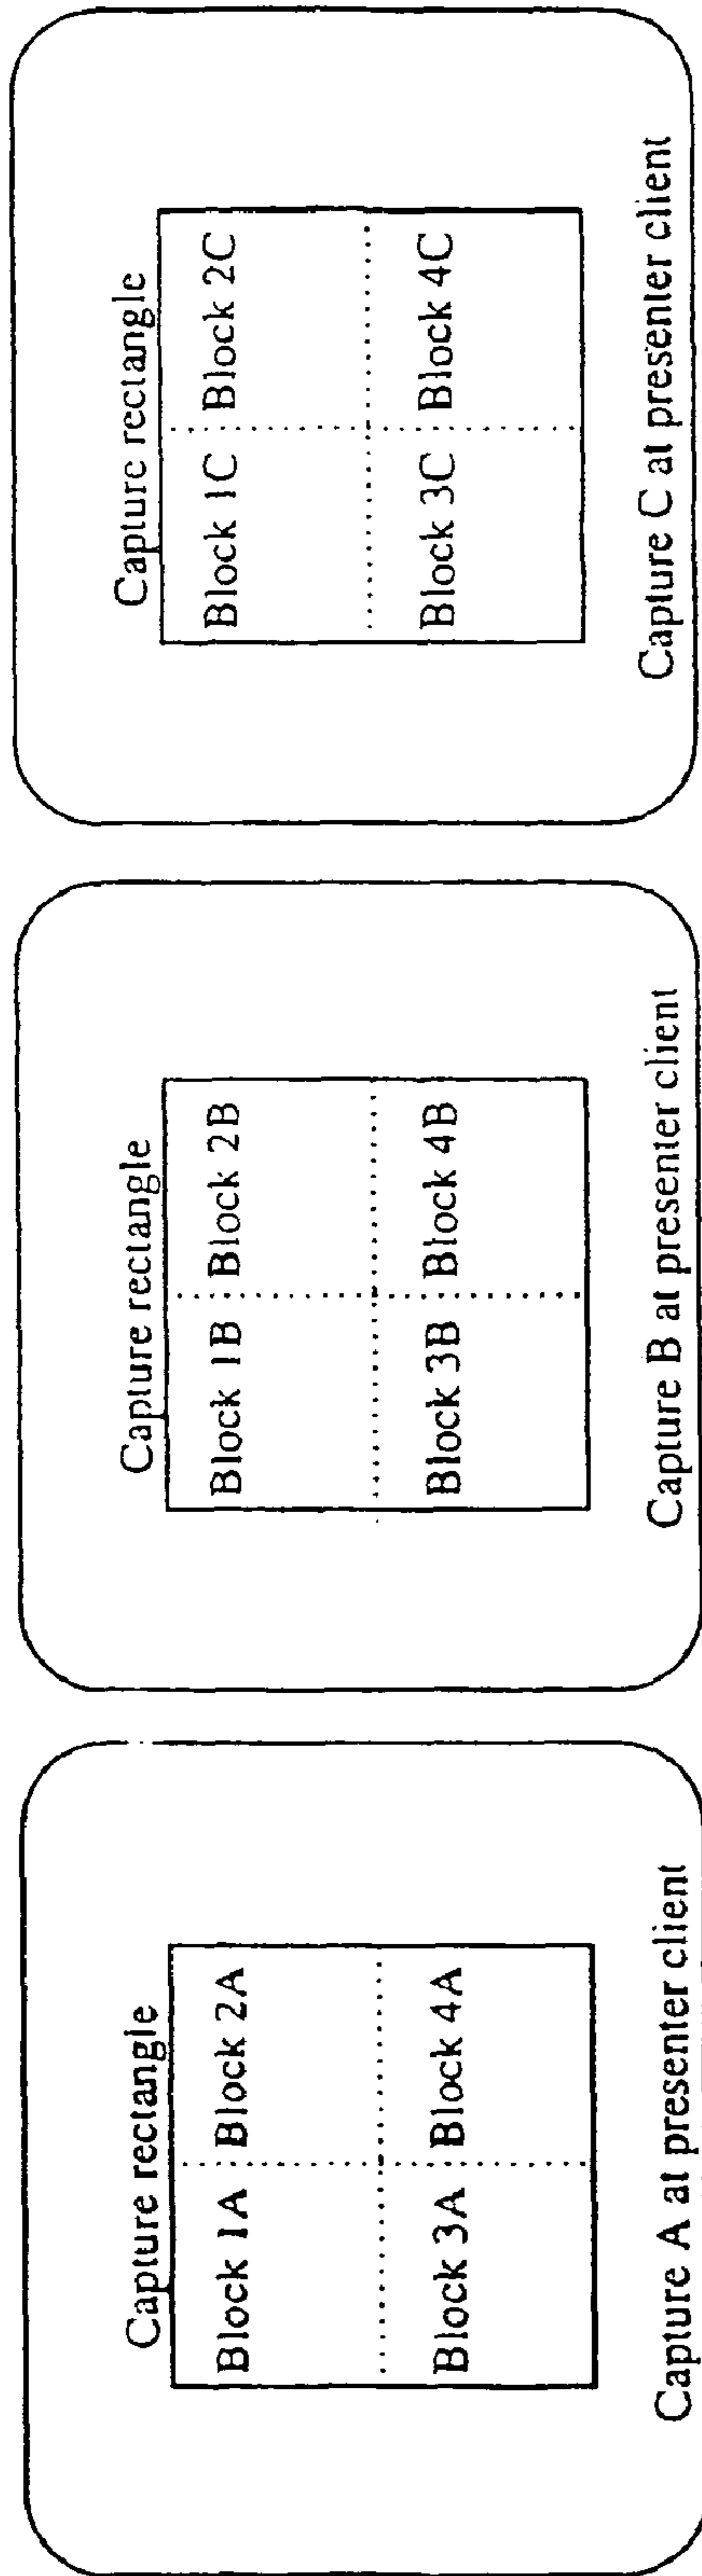 Capture rectangle
Block 1A Block 2A
Block 3A Block 4A
Capture A at presenter client
Capture rectangle
Block 1B Block 2B
Block 3B Block 4B
Capture B at presenter client
Capture rectangle
Block 1C Block 2C
Block 3C Block 4C
Capture C at presenter client